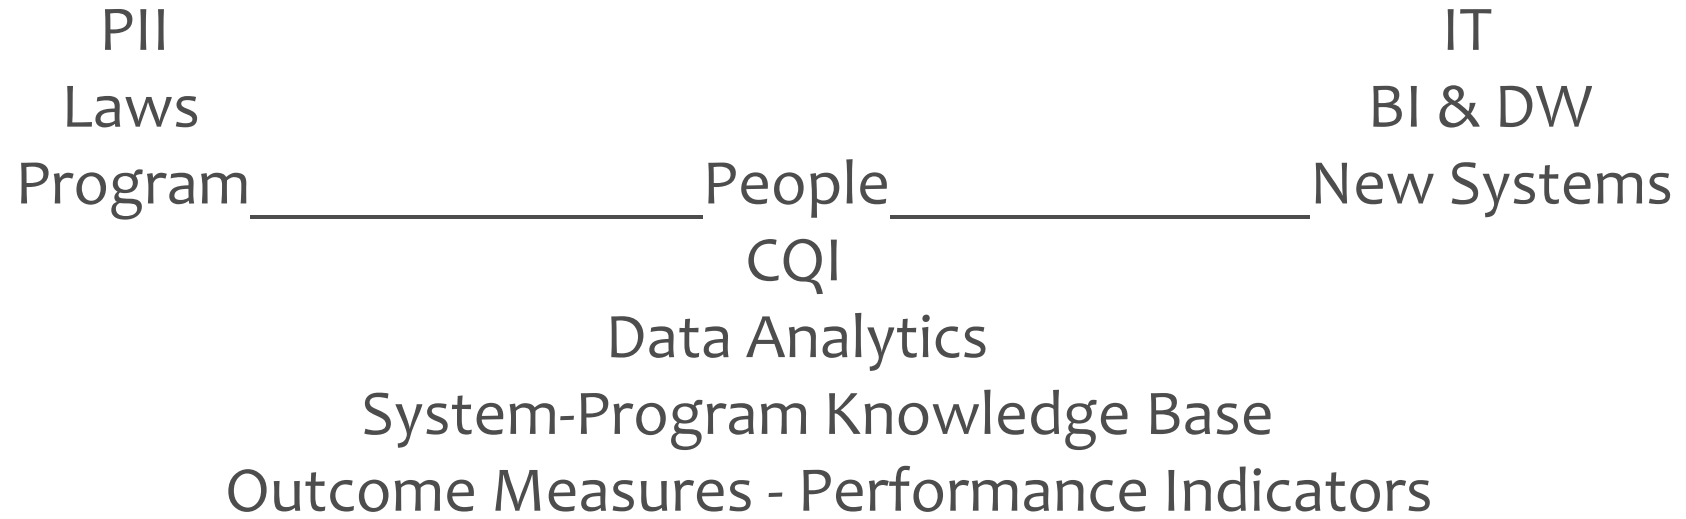 PII IT
Laws BI & DW
Program People New Systems
CQI
Data Analytics
System-Program Knowledge Base
Outcome Measures - Performance Indicators